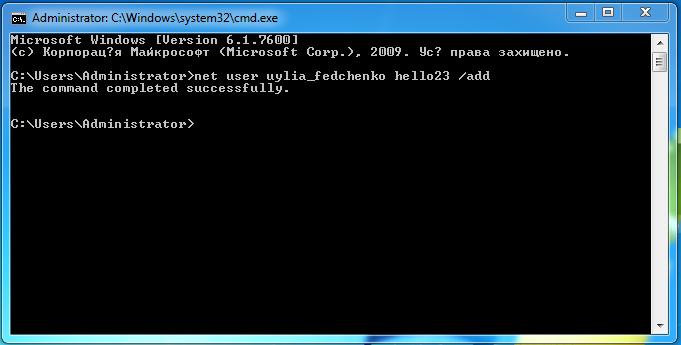 Administrator: C:\Windows\system32\cmd.exe
Microsoft Windows [Version 6.1.7600]
(c) Корпорац?я Майкрософт (Microsoft Corp.), 2009. Ус? права захищено.
C:\Users\Administrator>net user uylia_fedchenko hello23 /add
The command completed successfully.
C:\Users\Administrator>